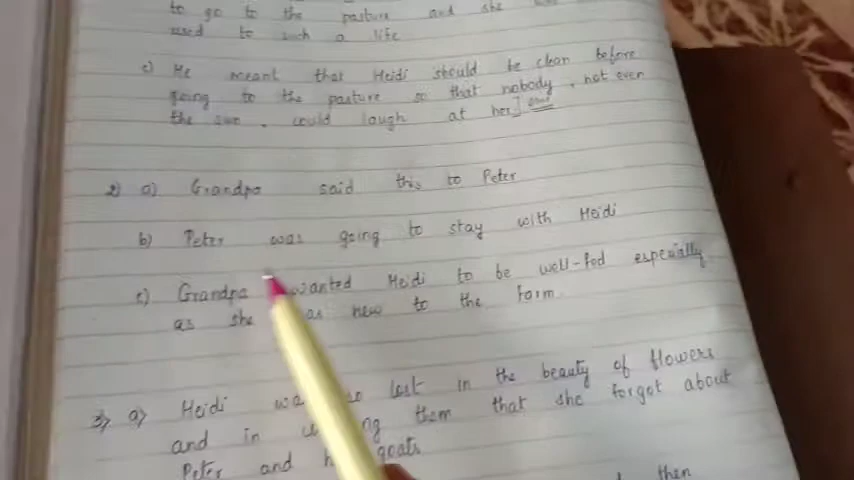 to go to the pasture and she was
used to such a life
c) He meant that Heidi should be clean before
going to the pasture so that nobody, not even
the sun, could laugh at her]
2) a) Grandpa said this to Peter
b) Peter was going to stay with Heidi
c) Grandpa wanted Heidi to be well-fed especially
as she as new to the farm
3) a) Heidi wa so lost in the beauty of flowers
and in ng them that she forgot about
Peter and h goats
then